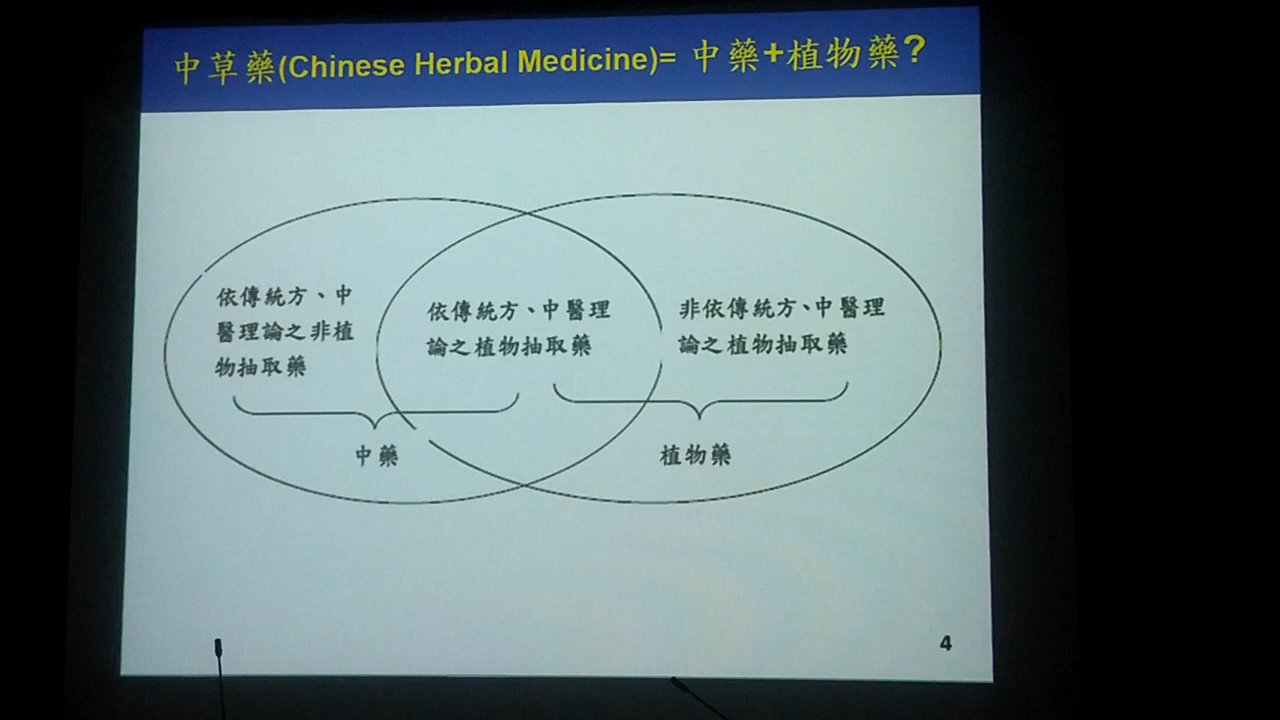 中草藥(Chinese Herbal Medicine)= 中藥+植物藥?
依傳統方、中
醫理論之非植
物抽取藥
依傳統方、中醫理
論之植物抽取藥
非依傳統方、中醫理
論之植物抽取藥
中藥
植物藥
4